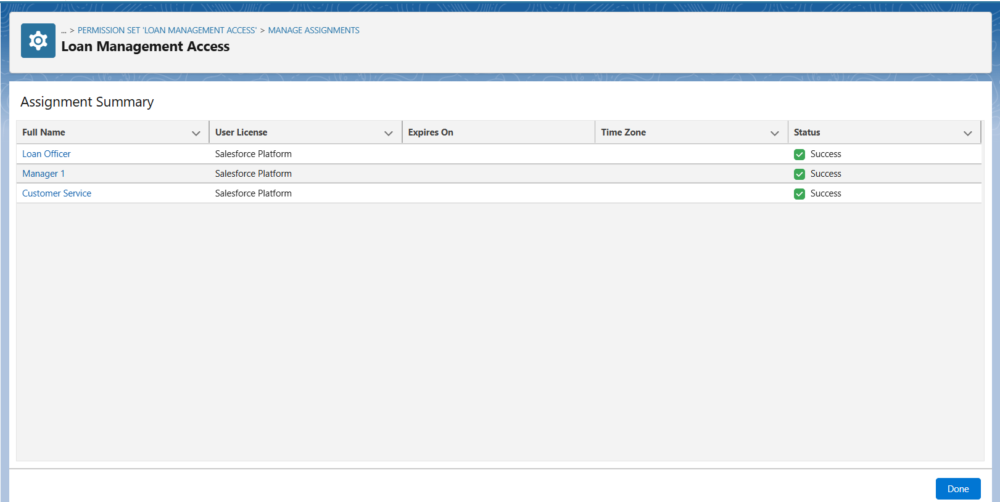 ... > PERMISSION SET 'LOAN MANAGEMENT ACCESS' > MANAGE ASSIGNMENTS
Loan Management Access
Assignment Summary
Full Name User License Expires On Time Zone Status
Loan Officer Salesforce Platform Success
Manager 1 Salesforce Platform Success
Customer Service Salesforce Platform Success
Done